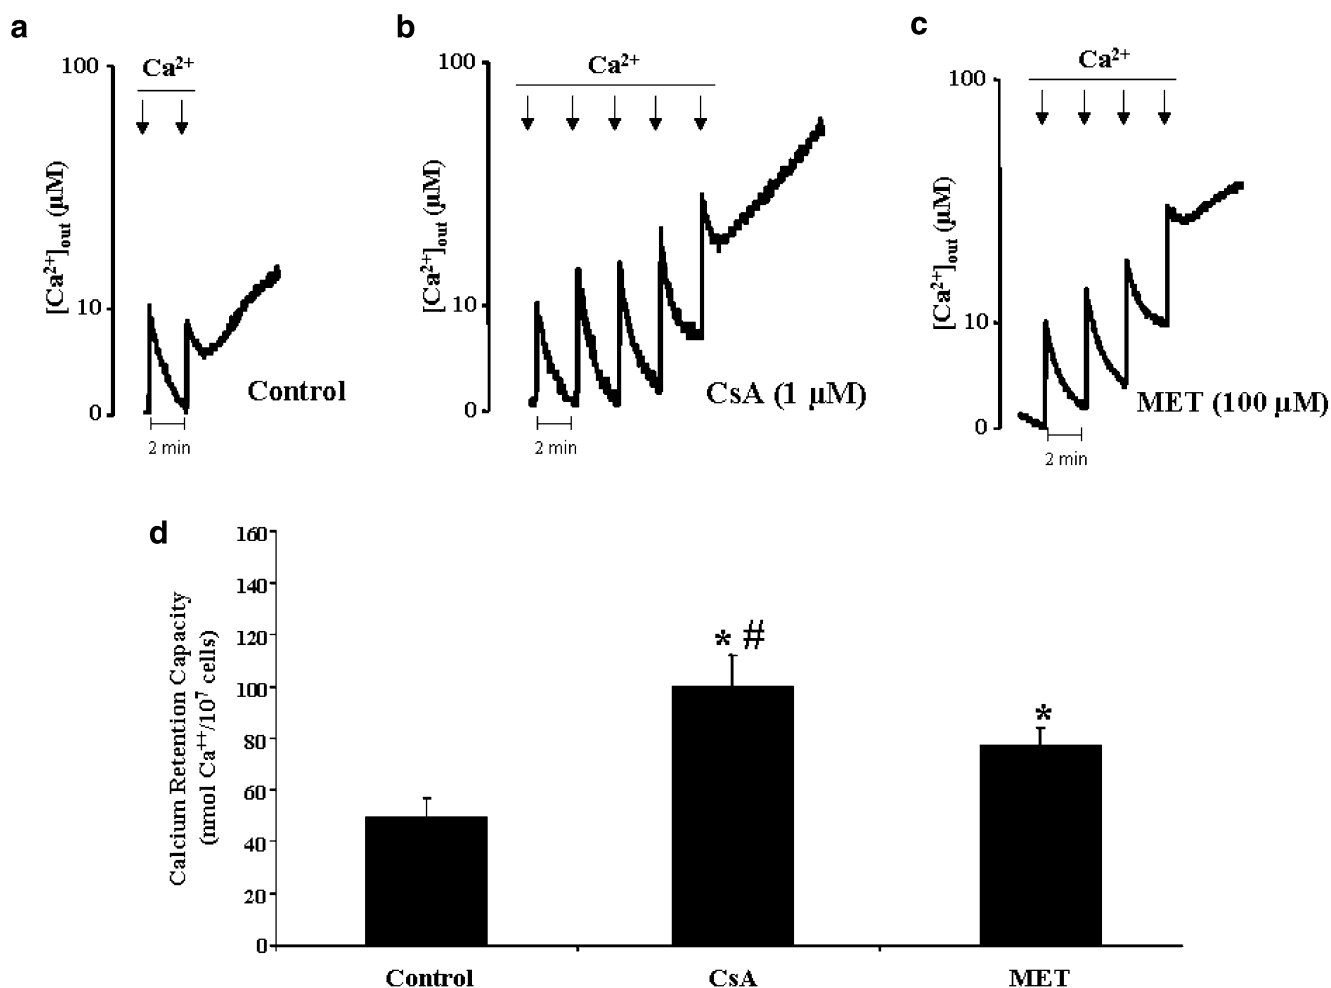 a
100
Ca²⁺
[Ca²⁺]out (µM)
10
0
Control
2 min
b
100
Ca²⁺
[Ca²⁺]out (µM)
10
0
CsA (1 µM)
2 min
c
100
Ca²⁺
[Ca²⁺]out (µM)
10
0
MET (100 µM)
2 min
d
Calcium Retention Capacity
(nmol Ca⁺⁺/10⁷ cells)
160
140
120
100
80
60
40
20
0
* #
*
Control
CsA
MET